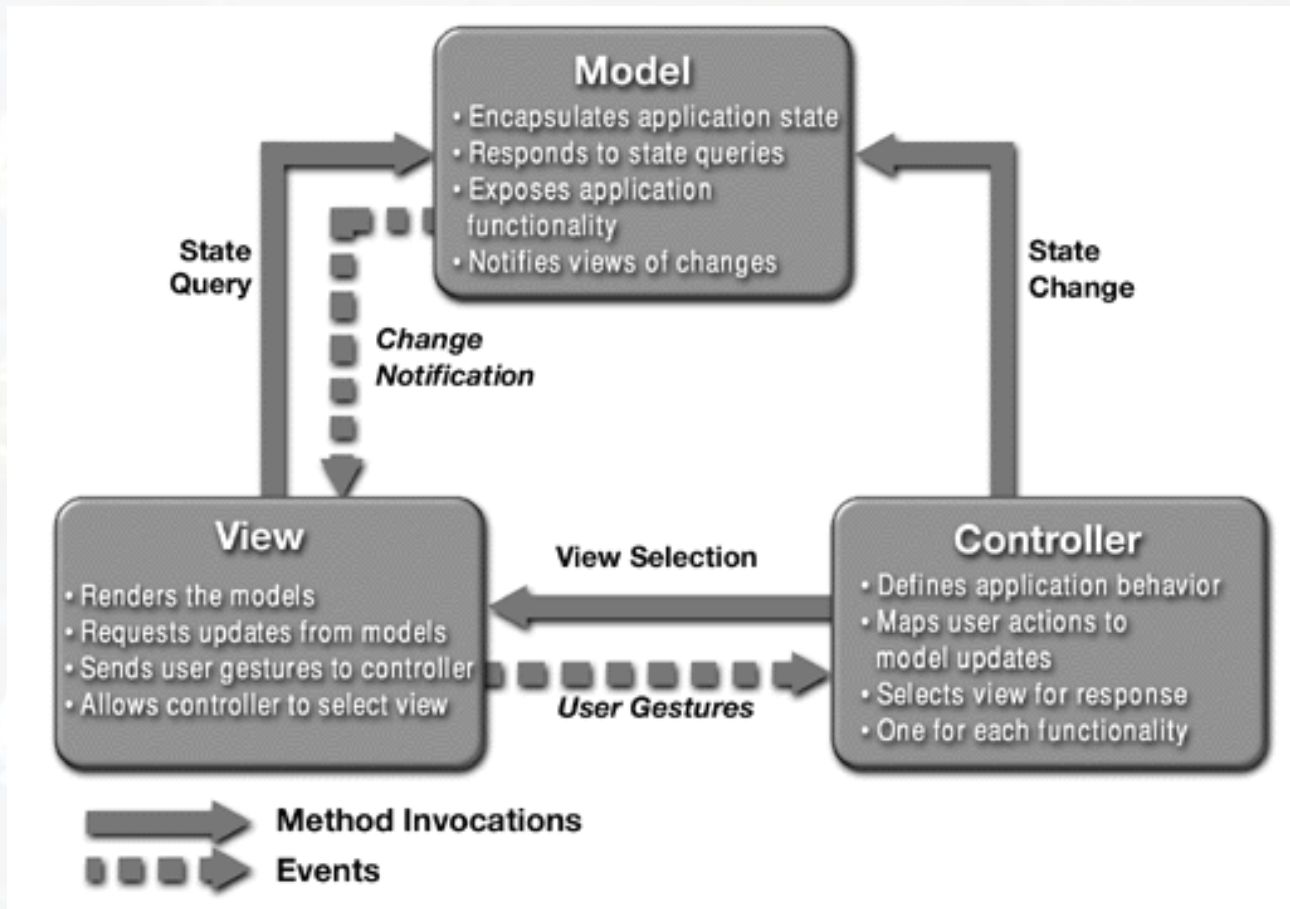 Model
• Encapsulates application state
• Responds to state queries
• Exposes application
functionality
• Notifies views of changes
State
Query
Change
Notification
State
Change
View
• Renders the models
• Requests updates from models
• Sends user gestures to controller
• Allows controller to select view
View Selection
User Gestures
Controller
• Defines application behavior
• Maps user actions to
model updates
• Selects view for response
• One for each functionality
Method Invocations
Events